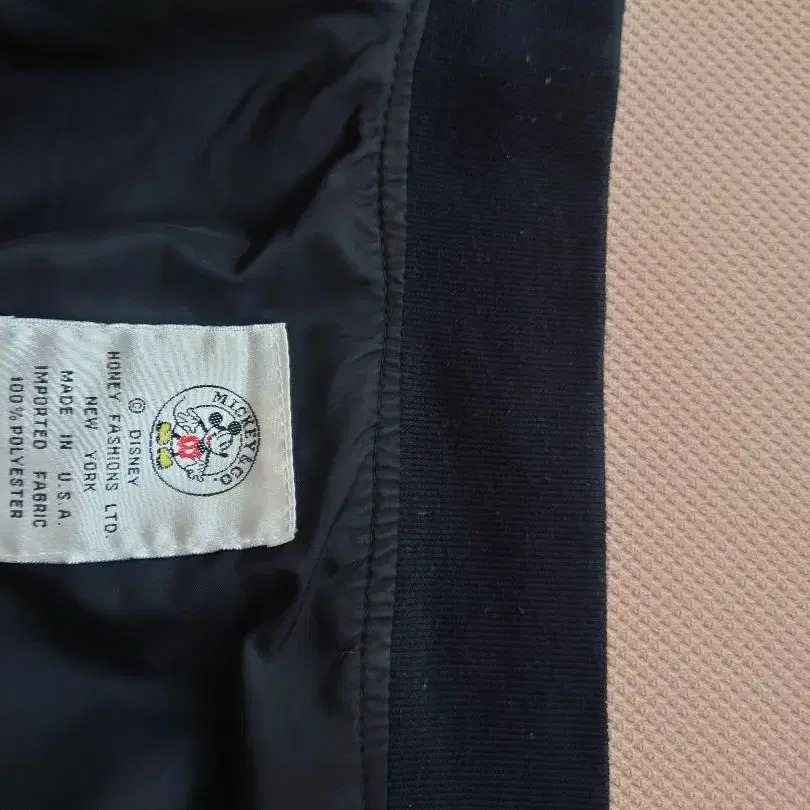 MICKEY & CO.
© DISNEY
HONEY FASHIONS LTD.
NEW YORK
MADE IN U.S.A.
IMPORTED FABRIC
100% POLYESTER